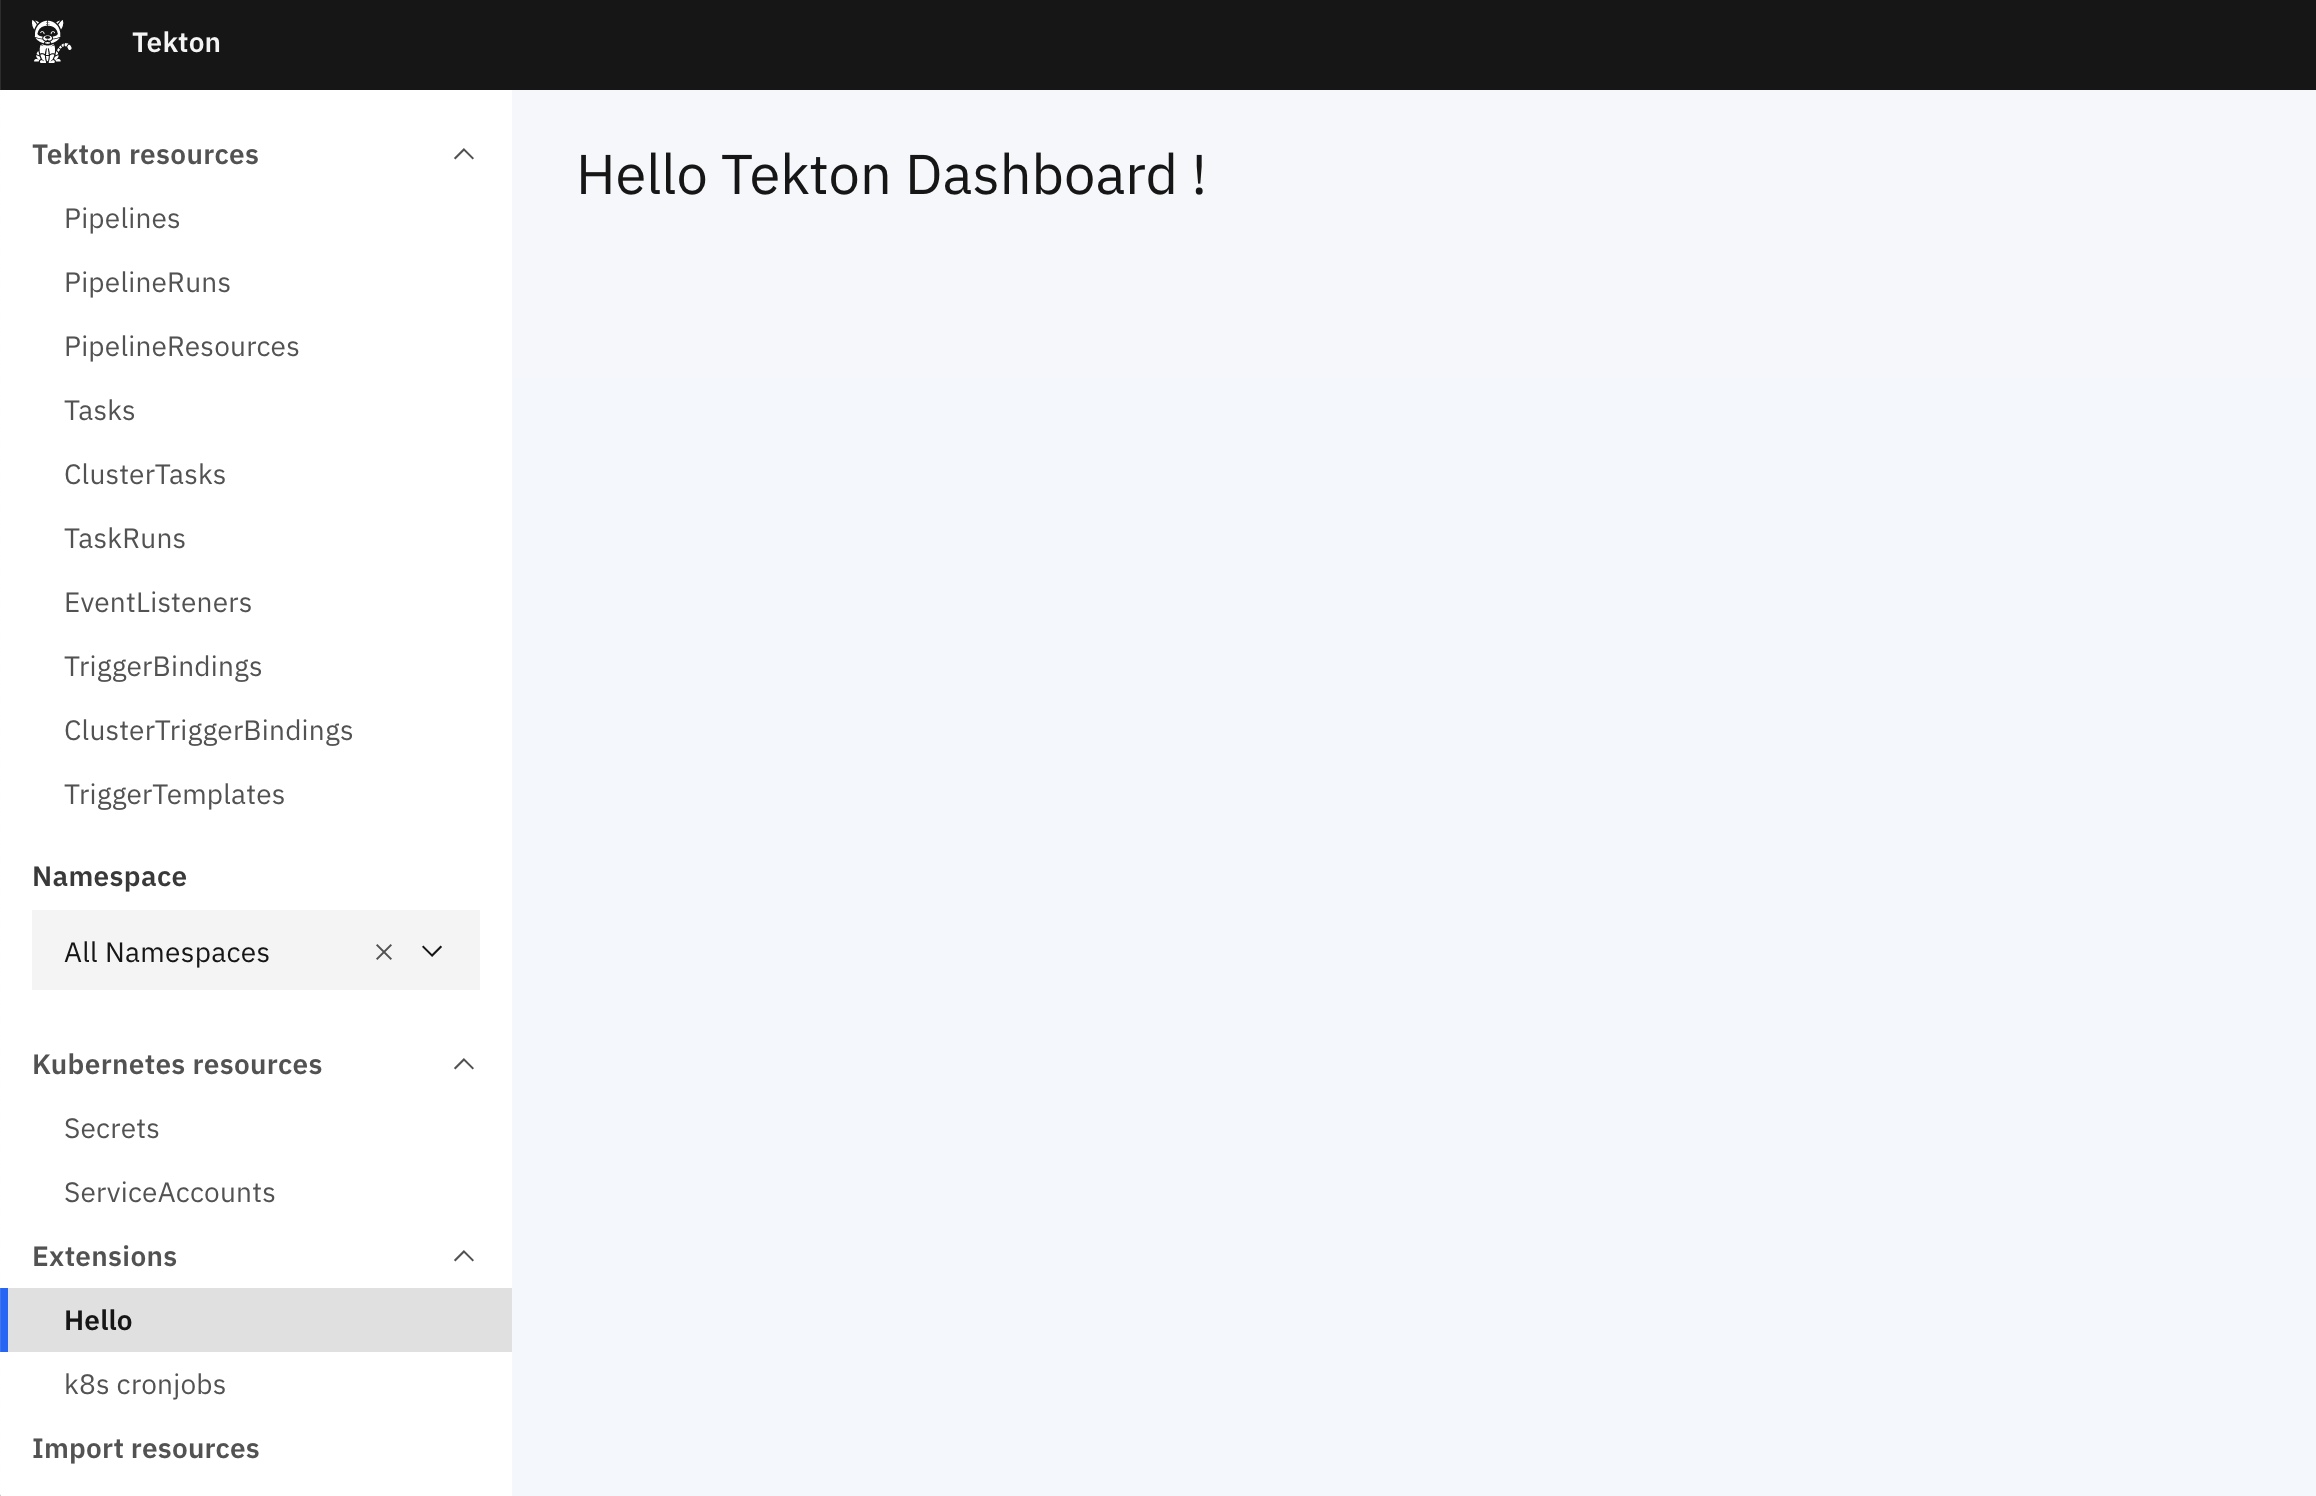 Tekton
Tekton resources
Pipelines
PipelineRuns
PipelineResources
Tasks
ClusterTasks
TaskRuns
EventListeners
TriggerBindings
ClusterTriggerBindings
TriggerTemplates
Namespace
All Namespaces
Kubernetes resources
Secrets
ServiceAccounts
Extensions
Hello
k8s cronjobs
Import resources
Hello Tekton Dashboard !